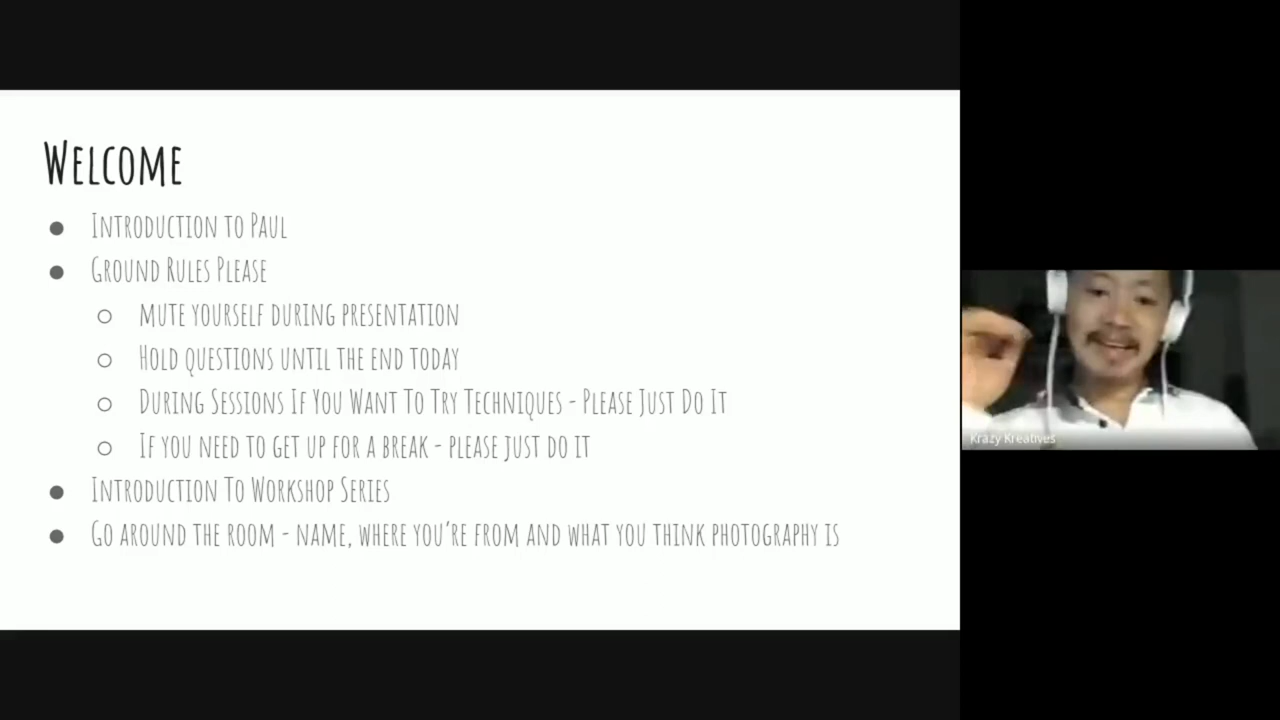 Welcome
● Introduction to Paul
● Ground Rules Please
○ mute yourself during presentation
○ Hold questions until the end today
○ During Sessions If You Want To Try Techniques - Please Just Do It
○ If you need to get up for a break - please just do it
● Introduction To Workshop Series
● Go around the room - name, where you're from and what you think photography is
Krazy Kreatives